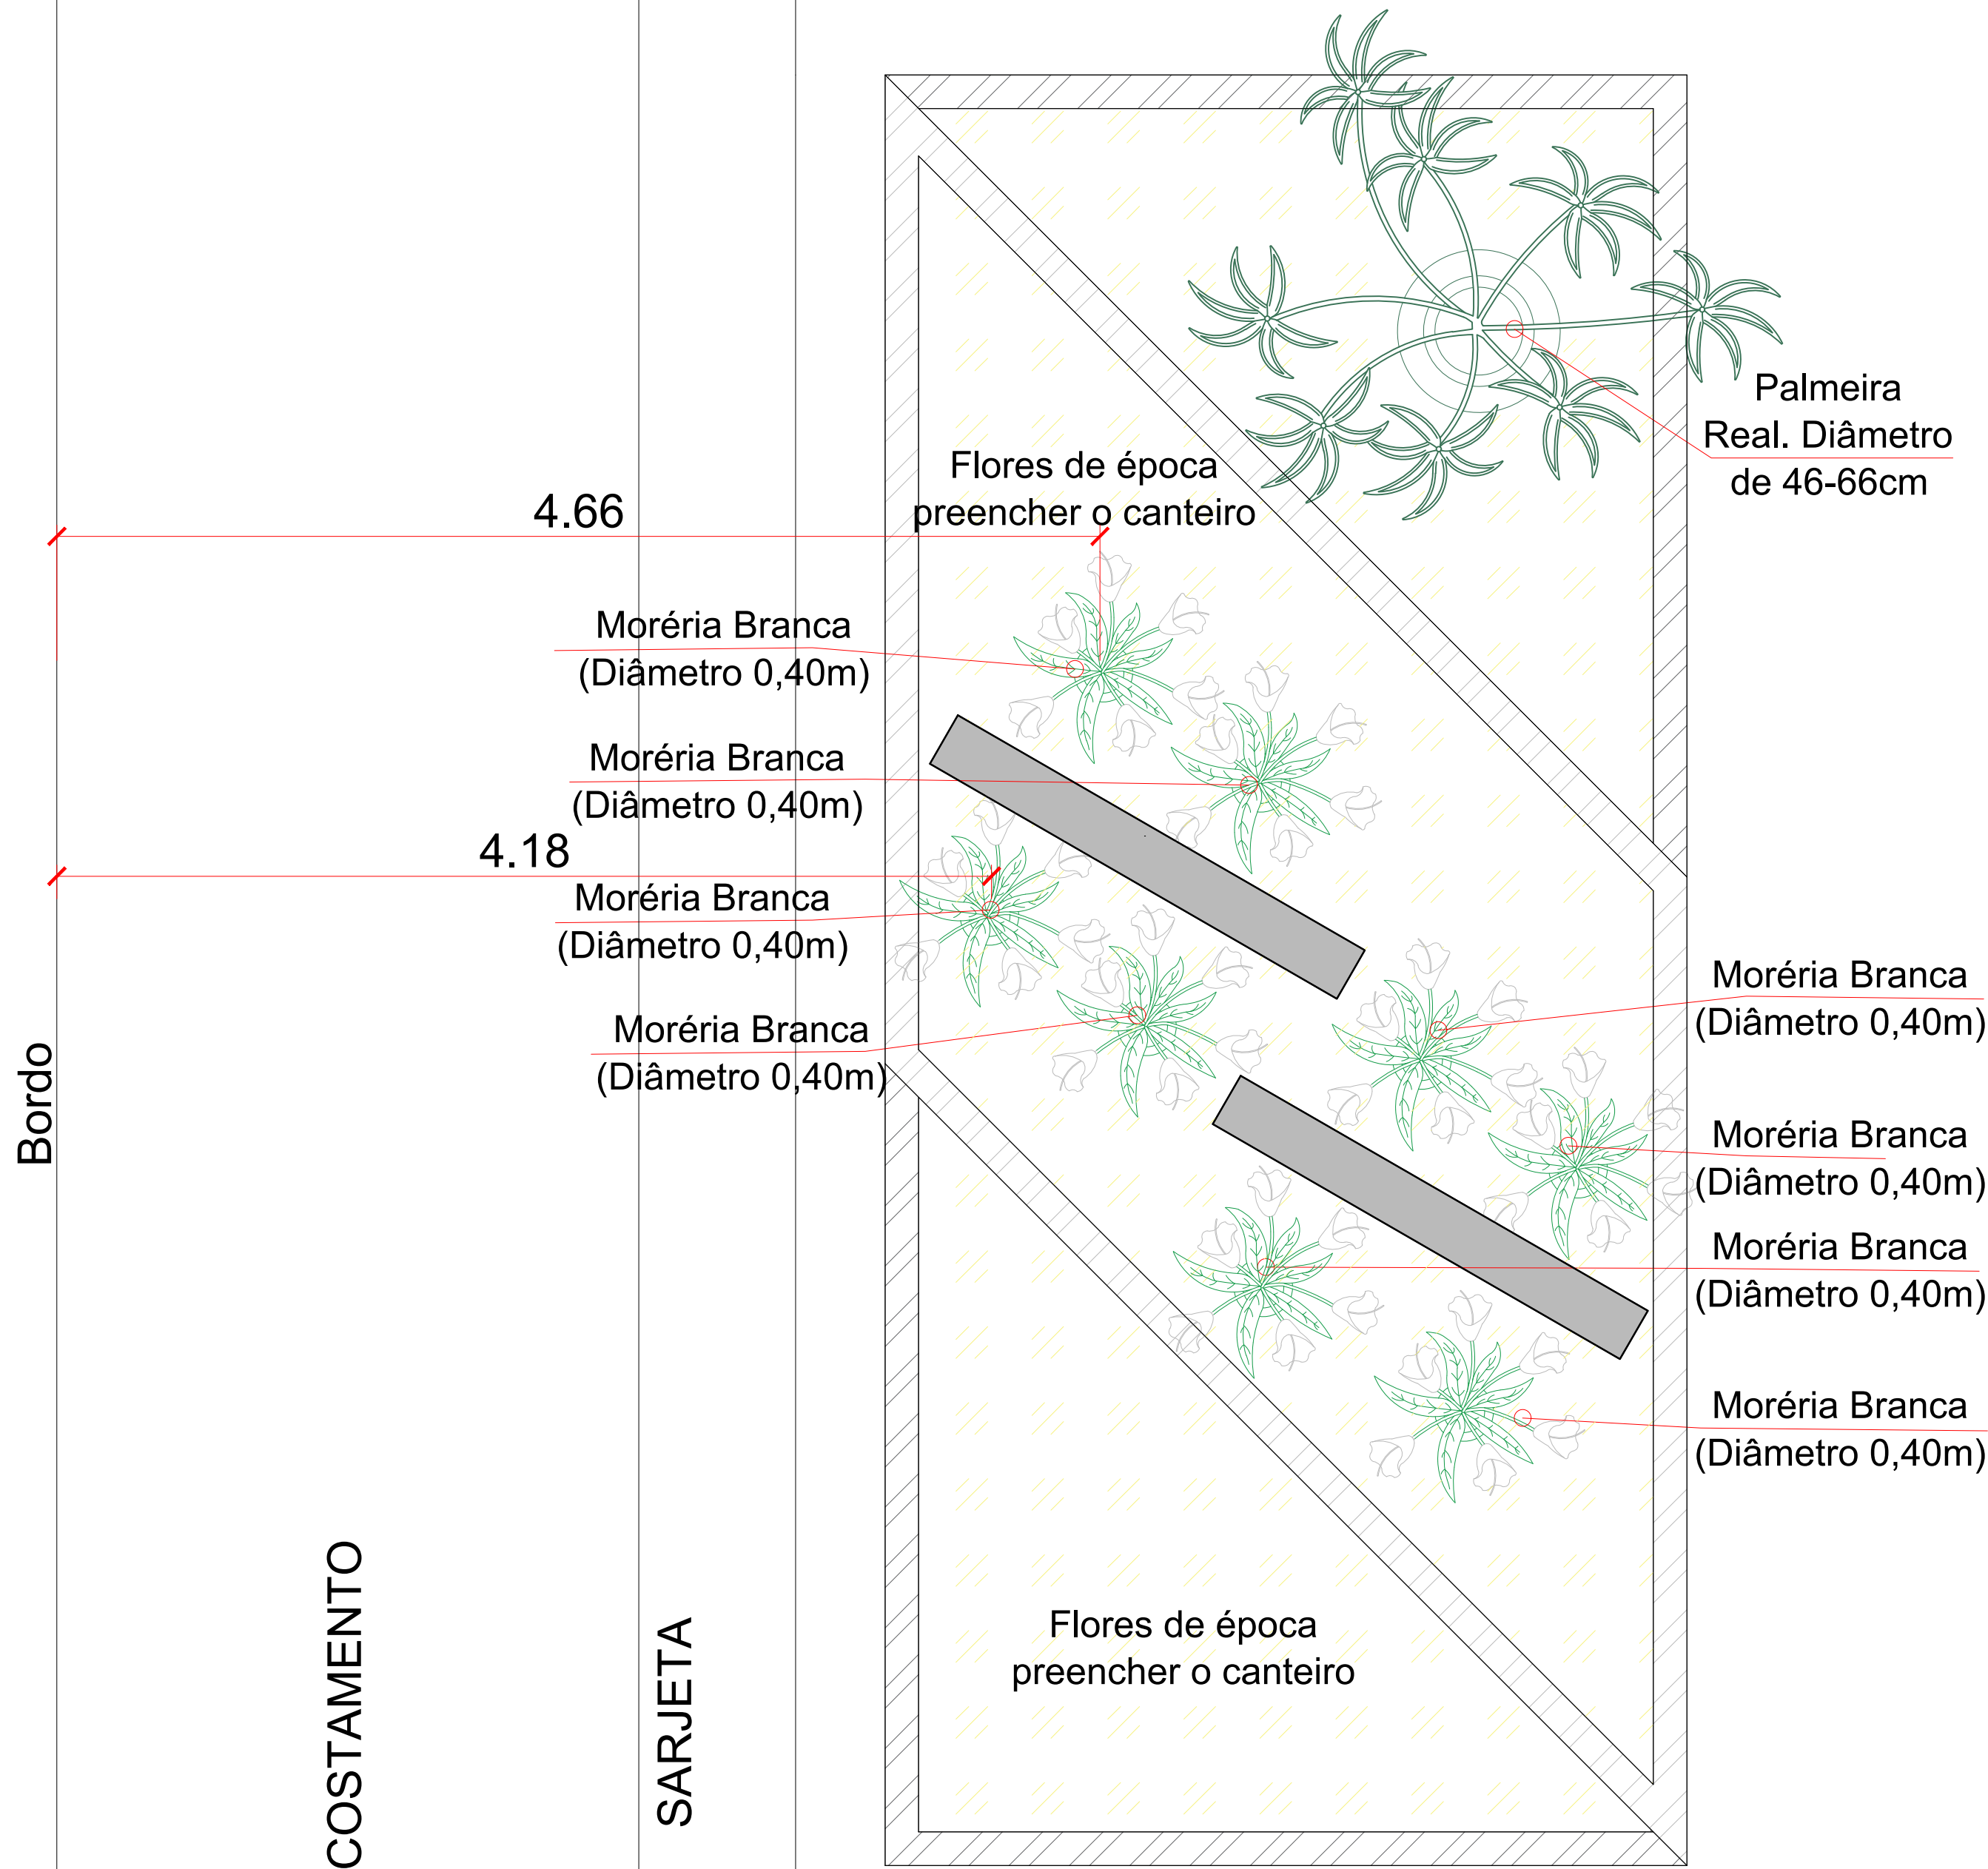 Palmeira
Real. Diâmetro
de 46-66cm
Flores de época
preencher o canteiro
4.66
Moréria Branca
(Diâmetro 0,40m)
Moréria Branca
(Diâmetro 0,40m)
4.18
Moréria Branca
(Diâmetro 0,40m)
Moréria Branca
(Diâmetro 0,40m)
Moréria Branca
(Diâmetro 0,40m)
Moréria Branca
(Diâmetro 0,40m)
Moréria Branca
(Diâmetro 0,40m)
Moréria Branca
(Diâmetro 0,40m)
Bordo
COSTAMENTO
SARJETA
Flores de época
preencher o canteiro